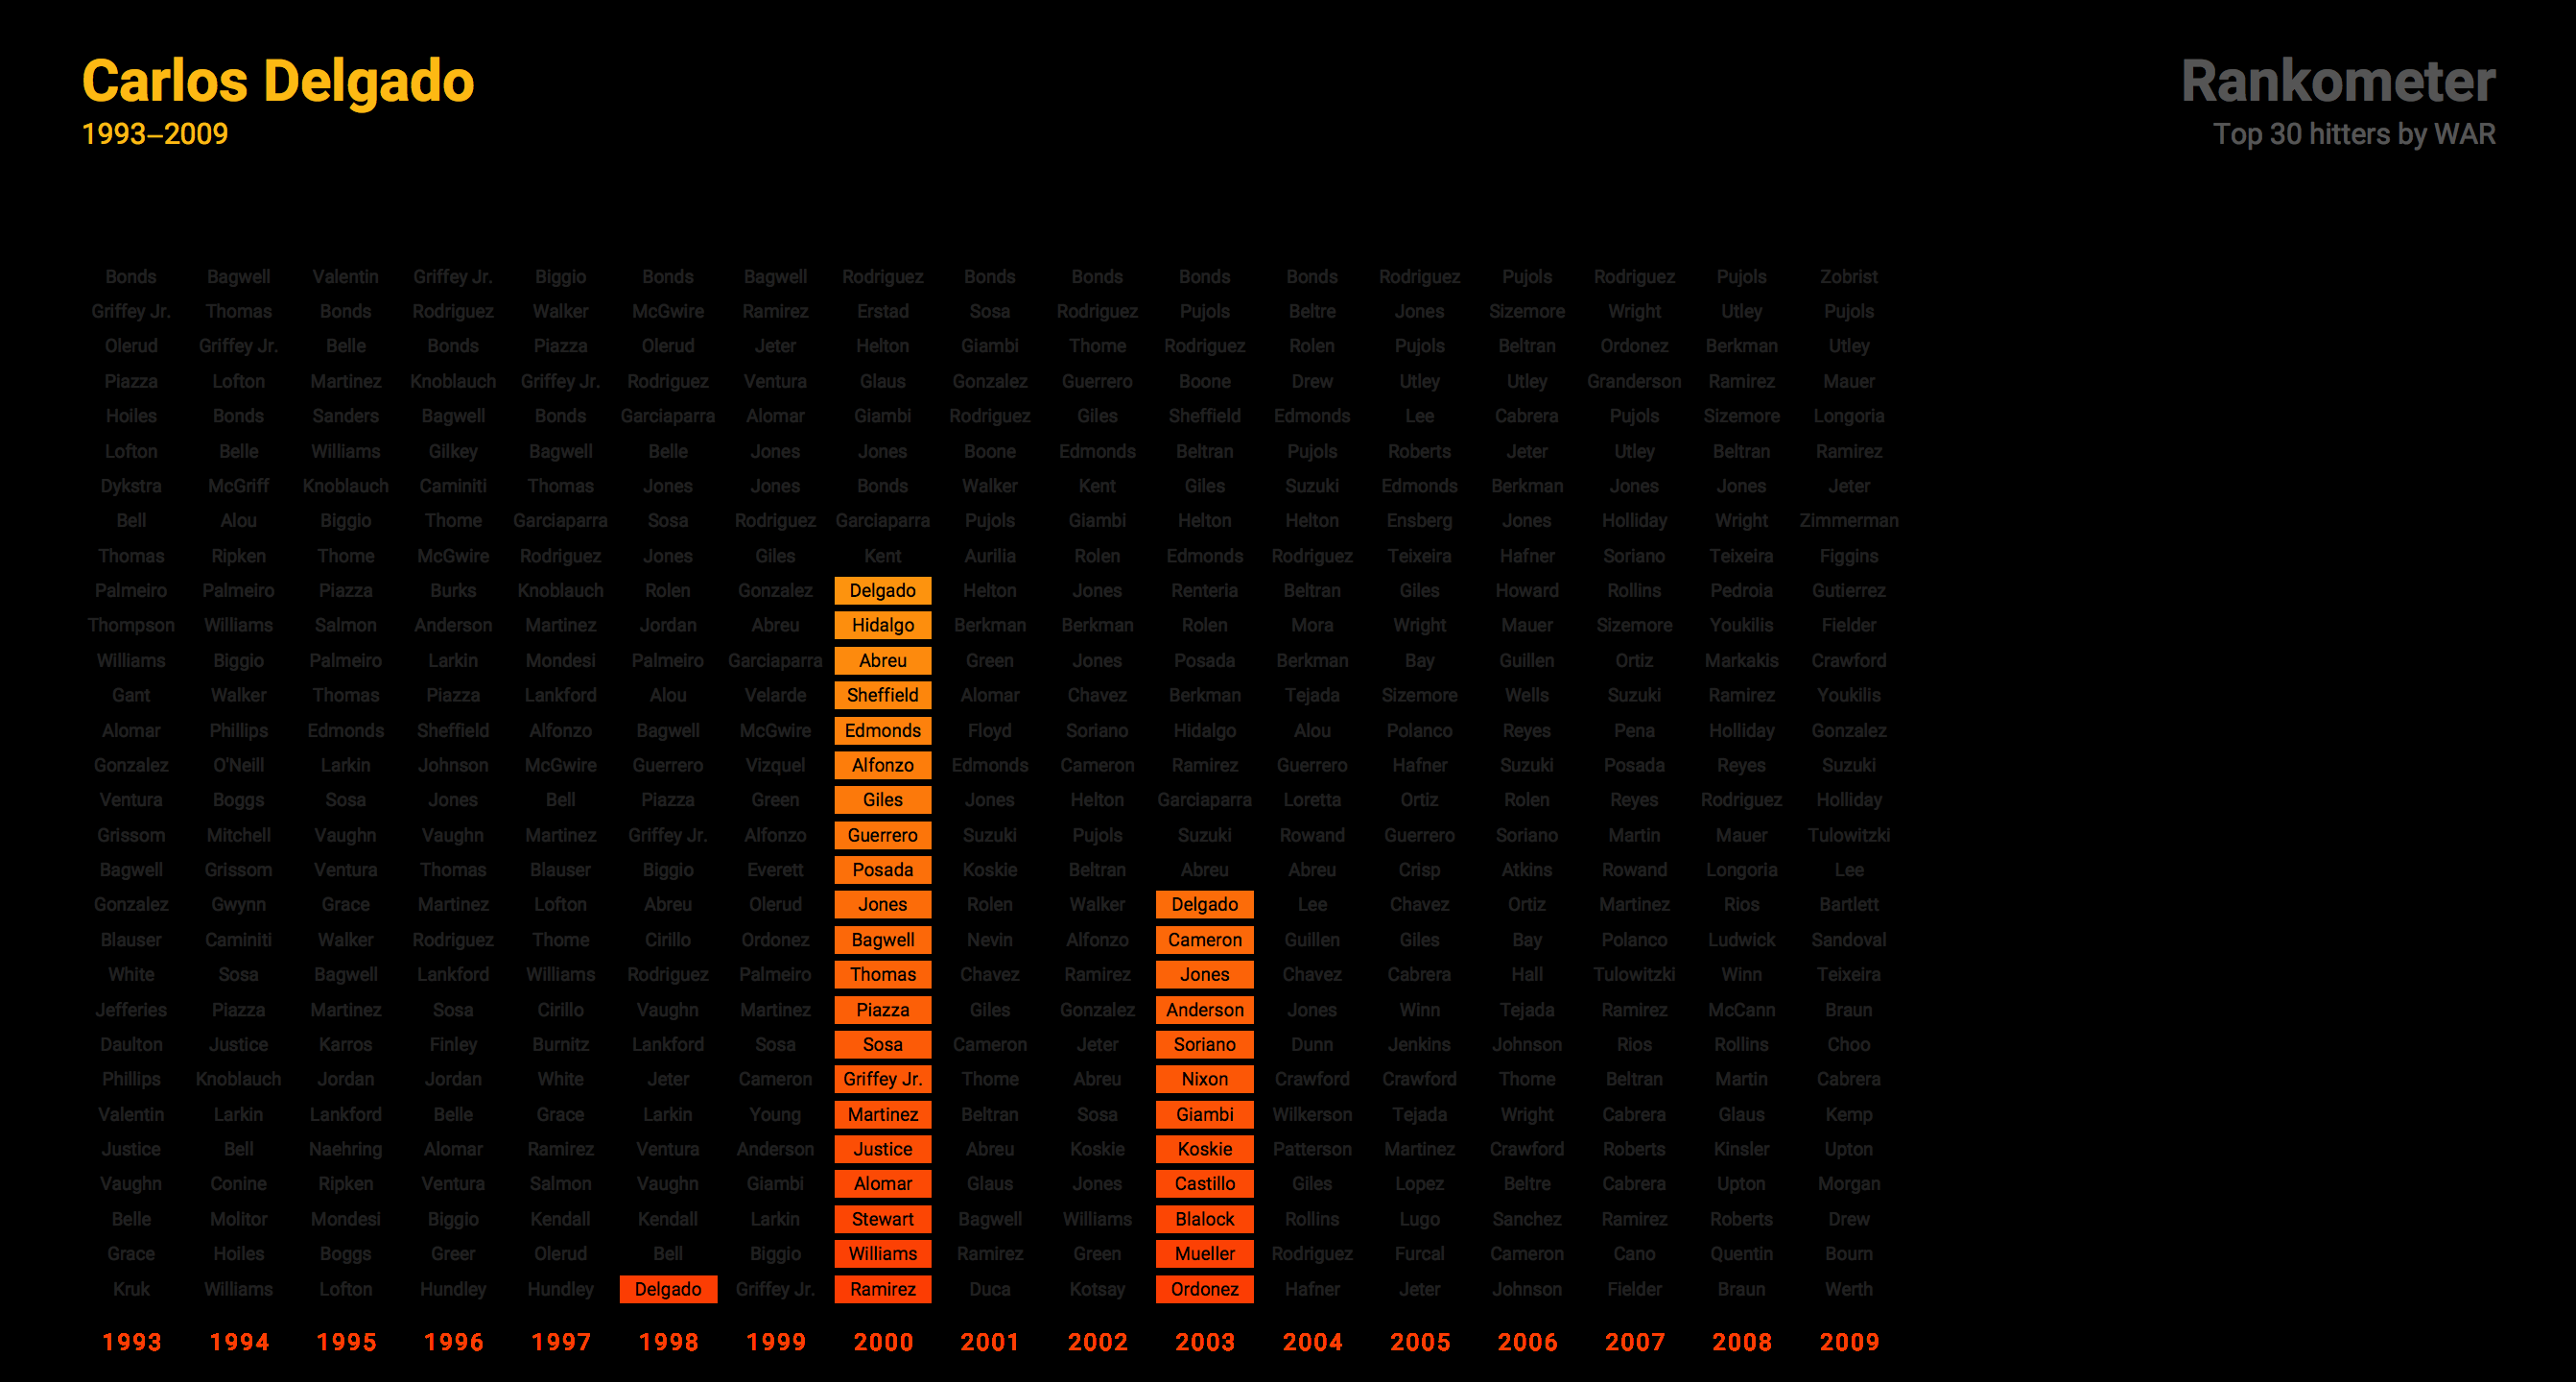 Carlos Delgado
1993–2009
Rankometer
Top 30 hitters by WAR
Bonds Bagwell Valentin Griffey Jr. Biggio Bonds Bagwell Rodriguez Bonds Bonds Bonds Bonds Rodriguez Pujols Rodriguez Pujols Zobrist
Griffey Jr. Thomas Bonds Rodriguez Walker McGwire Ramirez Erstad Sosa Rodriguez Pujols Beltre Jones Sizemore Wright Utley Pujols
Olerud Griffey Jr. Belle Bonds Piazza Olerud Jeter Helton Giambi Thome Rodriguez Rolen Pujols Beltran Ordonez Berkman Utley
Piazza Lofton Martinez Knoblauch Griffey Jr. Rodriguez Ventura Glaus Gonzalez Guerrero Boone Drew Utley Utley Granderson Ramirez Mauer
Hoiles Bonds Sanders Bagwell Bonds Garciaparra Alomar Giambi Rodriguez Giles Sheffield Edmonds Lee Cabrera Pujols Sizemore Longoria
Lofton Belle Williams Gilkey Bagwell Belle Jones Jones Boone Edmonds Beltran Pujols Roberts Jeter Utley Beltran Ramirez
Dykstra McGriff Knoblauch Caminiti Thomas Jones Jones Bonds Walker Kent Giles Suzuki Edmonds Berkman Jones Jones Jeter
Bell Alou Biggio Thome Garciaparra Sosa Rodriguez Garciaparra Pujols Giambi Helton Helton Ensberg Jones Holliday Wright Zimmerman
Thomas Ripken Thome McGwire Rodriguez Jones Giles Kent Aurilia Rolen Edmonds Rodriguez Teixeira Hafner Soriano Teixeira Figgins
Palmeiro Palmeiro Piazza Burks Knoblauch Rolen Gonzalez Delgado Helton Jones Renteria Beltran Giles Howard Rollins Pedroia Gutierrez
Thompson Williams Salmon Anderson Martinez Jordan Abreu Hidalgo Berkman Berkman Rolen Mora Wright Mauer Sizemore Youkilis Fielder
Williams Biggio Palmeiro Larkin Mondesi Palmeiro Garciaparra Abreu Green Jones Posada Berkman Bay Guillen Ortiz Markakis Crawford
Gant Walker Thomas Piazza Lankford Alou Velarde Sheffield Alomar Chavez Berkman Tejada Sizemore Wells Suzuki Ramirez Youkilis
Alomar Phillips Edmonds Sheffield Alfonzo Bagwell McGwire Edmonds Floyd Soriano Hidalgo Alou Polanco Reyes Pena Holliday Gonzalez
Gonzalez O'Neill Larkin Johnson McGwire Guerrero Vizquel Alfonzo Edmonds Cameron Ramirez Guerrero Hafner Suzuki Posada Reyes Suzuki
Ventura Boggs Sosa Jones Bell Piazza Green Giles Jones Helton Garciaparra Loretta Ortiz Rolen Reyes Rodriguez Holliday
Grissom Mitchell Vaughn Vaughn Martinez Griffey Jr. Alfonzo Guerrero Suzuki Pujols Suzuki Rowand Guerrero Soriano Martin Mauer Tulowitzki
Bagwell Grissom Ventura Thomas Blauser Biggio Everett Posada Koskie Beltran Abreu Abreu Crisp Atkins Rowand Longoria Lee
Gonzalez Gwynn Grace Martinez Lofton Abreu Olerud Jones Rolen Walker Delgado Lee Chavez Ortiz Martinez Rios Bartlett
Blauser Caminiti Walker Rodriguez Thome Cirillo Ordonez Bagwell Nevin Alfonzo Cameron Guillen Giles Bay Polanco Ludwick Sandoval
White Sosa Bagwell Lankford Williams Rodriguez Palmeiro Thomas Chavez Ramirez Jones Chavez Cabrera Hall Tulowitzki Winn Teixeira
Jefferies Piazza Martinez Sosa Cirillo Vaughn Martinez Piazza Giles Gonzalez Anderson Jones Winn Tejada Ramirez McCann Braun
Daulton Justice Karros Finley Burnitz Lankford Sosa Sosa Cameron Jeter Soriano Dunn Jenkins Johnson Rios Rollins Choo
Phillips Knoblauch Jordan Jordan White Jeter Cameron Griffey Jr. Thome Abreu Nixon Crawford Crawford Thome Beltran Martin Cabrera
Valentin Larkin Lankford Belle Grace Larkin Young Martinez Beltran Sosa Giambi Wilkerson Tejada Wright Cabrera Glaus Kemp
Justice Bell Naehring Alomar Ramirez Ventura Anderson Justice Abreu Koskie Koskie Patterson Martinez Crawford Roberts Kinsler Upton
Vaughn Conine Ripken Ventura Salmon Vaughn Giambi Alomar Glaus Jones Castillo Giles Lopez Beltre Cabrera Upton Morgan
Belle Molitor Mondesi Biggio Kendall Kendall Larkin Stewart Bagwell Williams Blalock Rollins Lugo Sanchez Ramirez Roberts Drew
Grace Hoiles Boggs Greer Olerud Bell Biggio Williams Ramirez Green Mueller Rodriguez Furcal Cameron Cano Quentin Bourn
Kruk Williams Lofton Hundley Hundley Delgado Griffey Jr. Ramirez Duca Kotsay Ordonez Hafner Jeter Johnson Fielder Braun Werth
1993 1994 1995 1996 1997 1998 1999 2000 2001 2002 2003 2004 2005 2006 2007 2008 2009